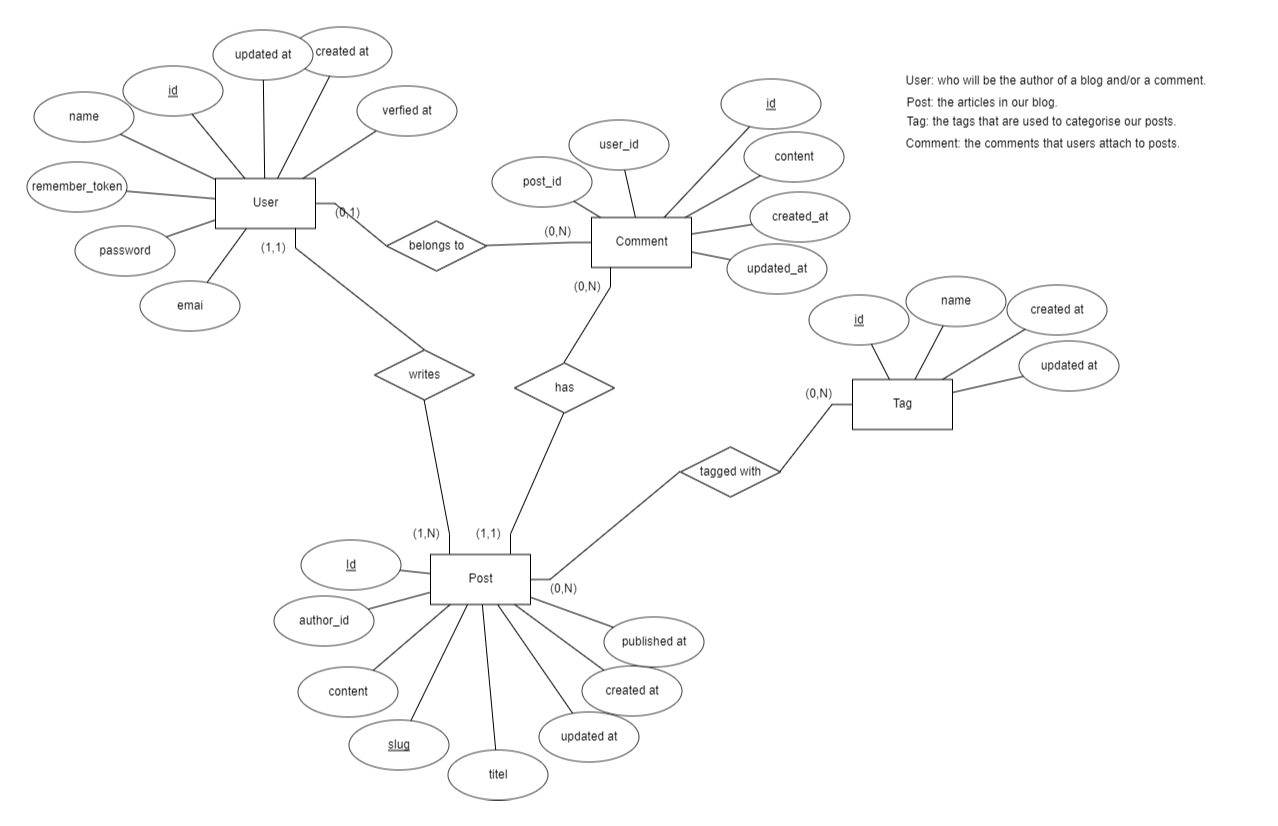 updated at
created at
id
name
verfied at
remember_token
User
password
emai
(0,1)
(1,1)
belongs to
(0,N)
user_id
post_id
id
content
Comment
created_at
updated_at
(0,N)
User: who will be the author of a blog and/or a comment.
Post: the articles in our blog.
Tag: the tags that are used to categorise our posts.
Comment: the comments that users attach to posts.
id
name
created at
updated at
Tag
(0,N)
writes
has
tagged with
(1,N)
(1,1)
Id
Post
(0,N)
author_id
content
slug
titel
updated at
created at
published at